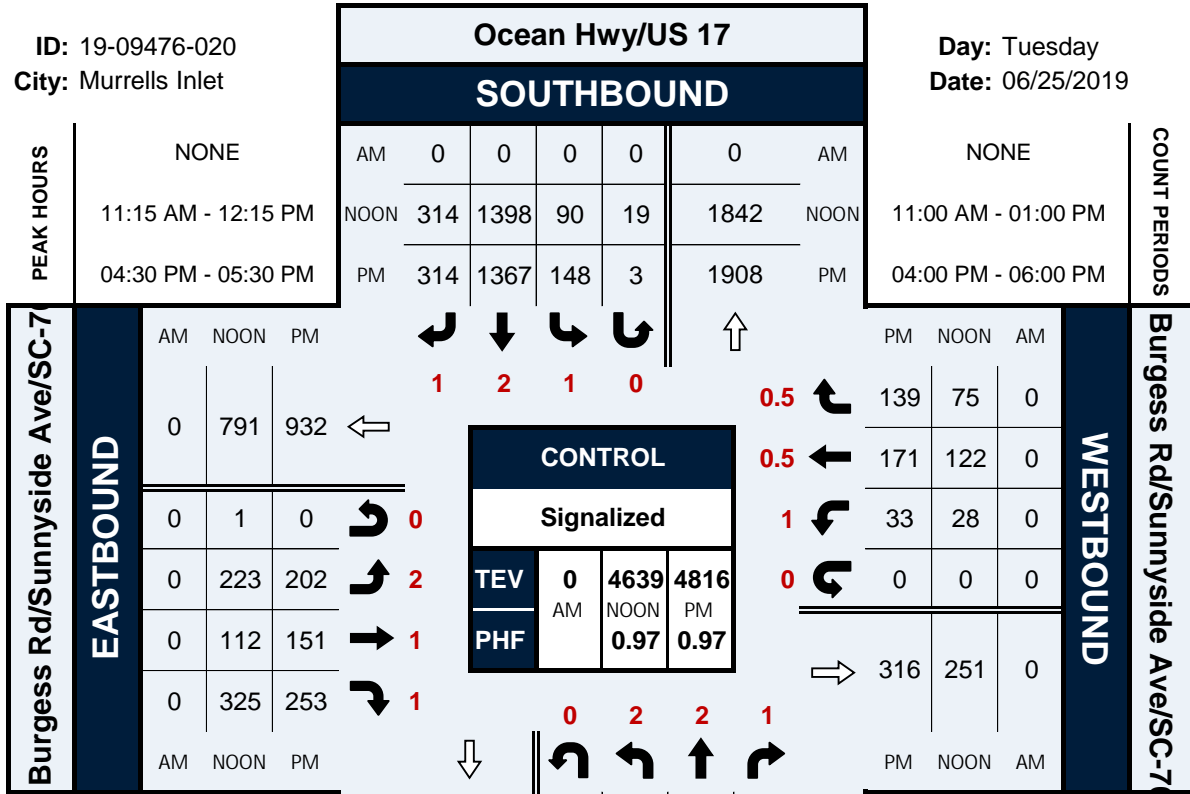 ID: 19-09476-020
City: Murrells Inlet
Ocean Hwy/US 17
SOUTHBOUND
Day: Tuesday
Date: 06/25/2019
PEAK HOURS
NONE
11:15 AM - 12:15 PM
04:30 PM - 05:30 PM
AM 0 0 0 0 0 AM
NOON 314 1398 90 19 1842 NOON
PM 314 1367 148 3 1908 PM
NONE
11:00 AM - 01:00 PM
04:00 PM - 06:00 PM
COUNT PERIODS
1 2 1 0
Burgess Rd/Sunnyside Ave/SC-7
EASTBOUND
AM NOON PM
0 791 932
0 1 0 0
0 223 202 2
0 112 151 1
0 325 253 1
AM NOON PM
CONTROL
Signalized
TEV 0 4639 4816
AM NOON PM
PHF 0.97 0.97
PM NOON AM
0.5 139 75 0
0.5 171 122 0
1 33 28 0
0 0 0 0
316 251 0
PM NOON AM
WESTBOUND
Burgess Rd/Sunnyside Ave/SC-7
0 2 2 1